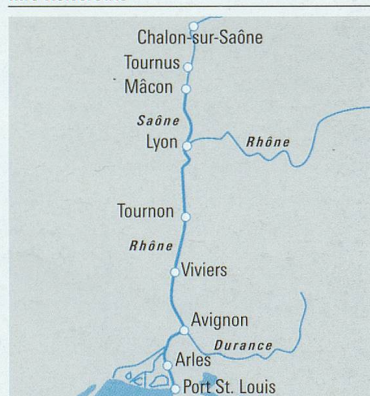 Chalon-sur-Saône
Tournus
Mâcon
Saône
Lyon
Rhône
Tournon
Rhône
Viviers
Avignon
Durance
Arles
Port St. Louis